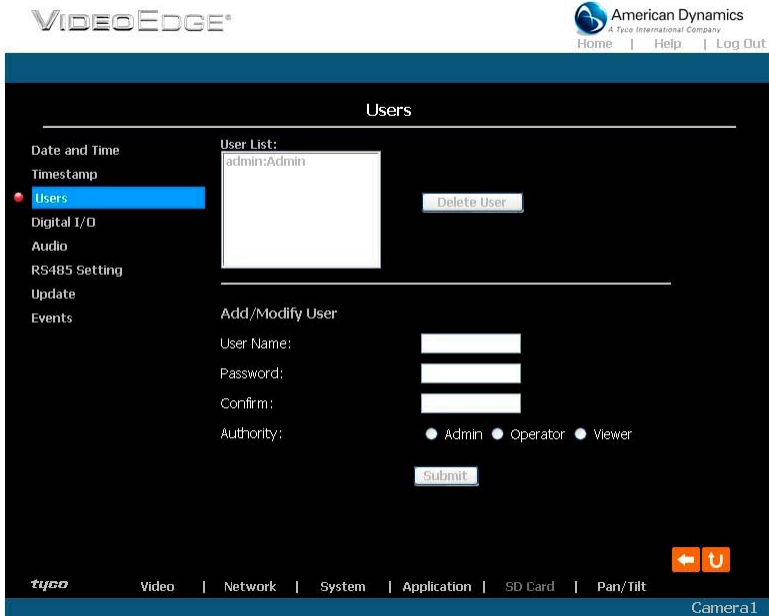 VIDEOEDGE®
American Dynamics
A Tyco International Company
Home | Help | Log Out
Users
Date and Time
Timestamp
Users
Digital I/O
Audio
RS485 Setting
Update
Events
User List:
admin:Admin
Delete User
Add/Modify User
User Name:
Password:
Confirm:
Authority:
Admin Operator Viewer
Submit
tyco Video | Network | System | Application | SD Card | Pan/Tilt
Camera1